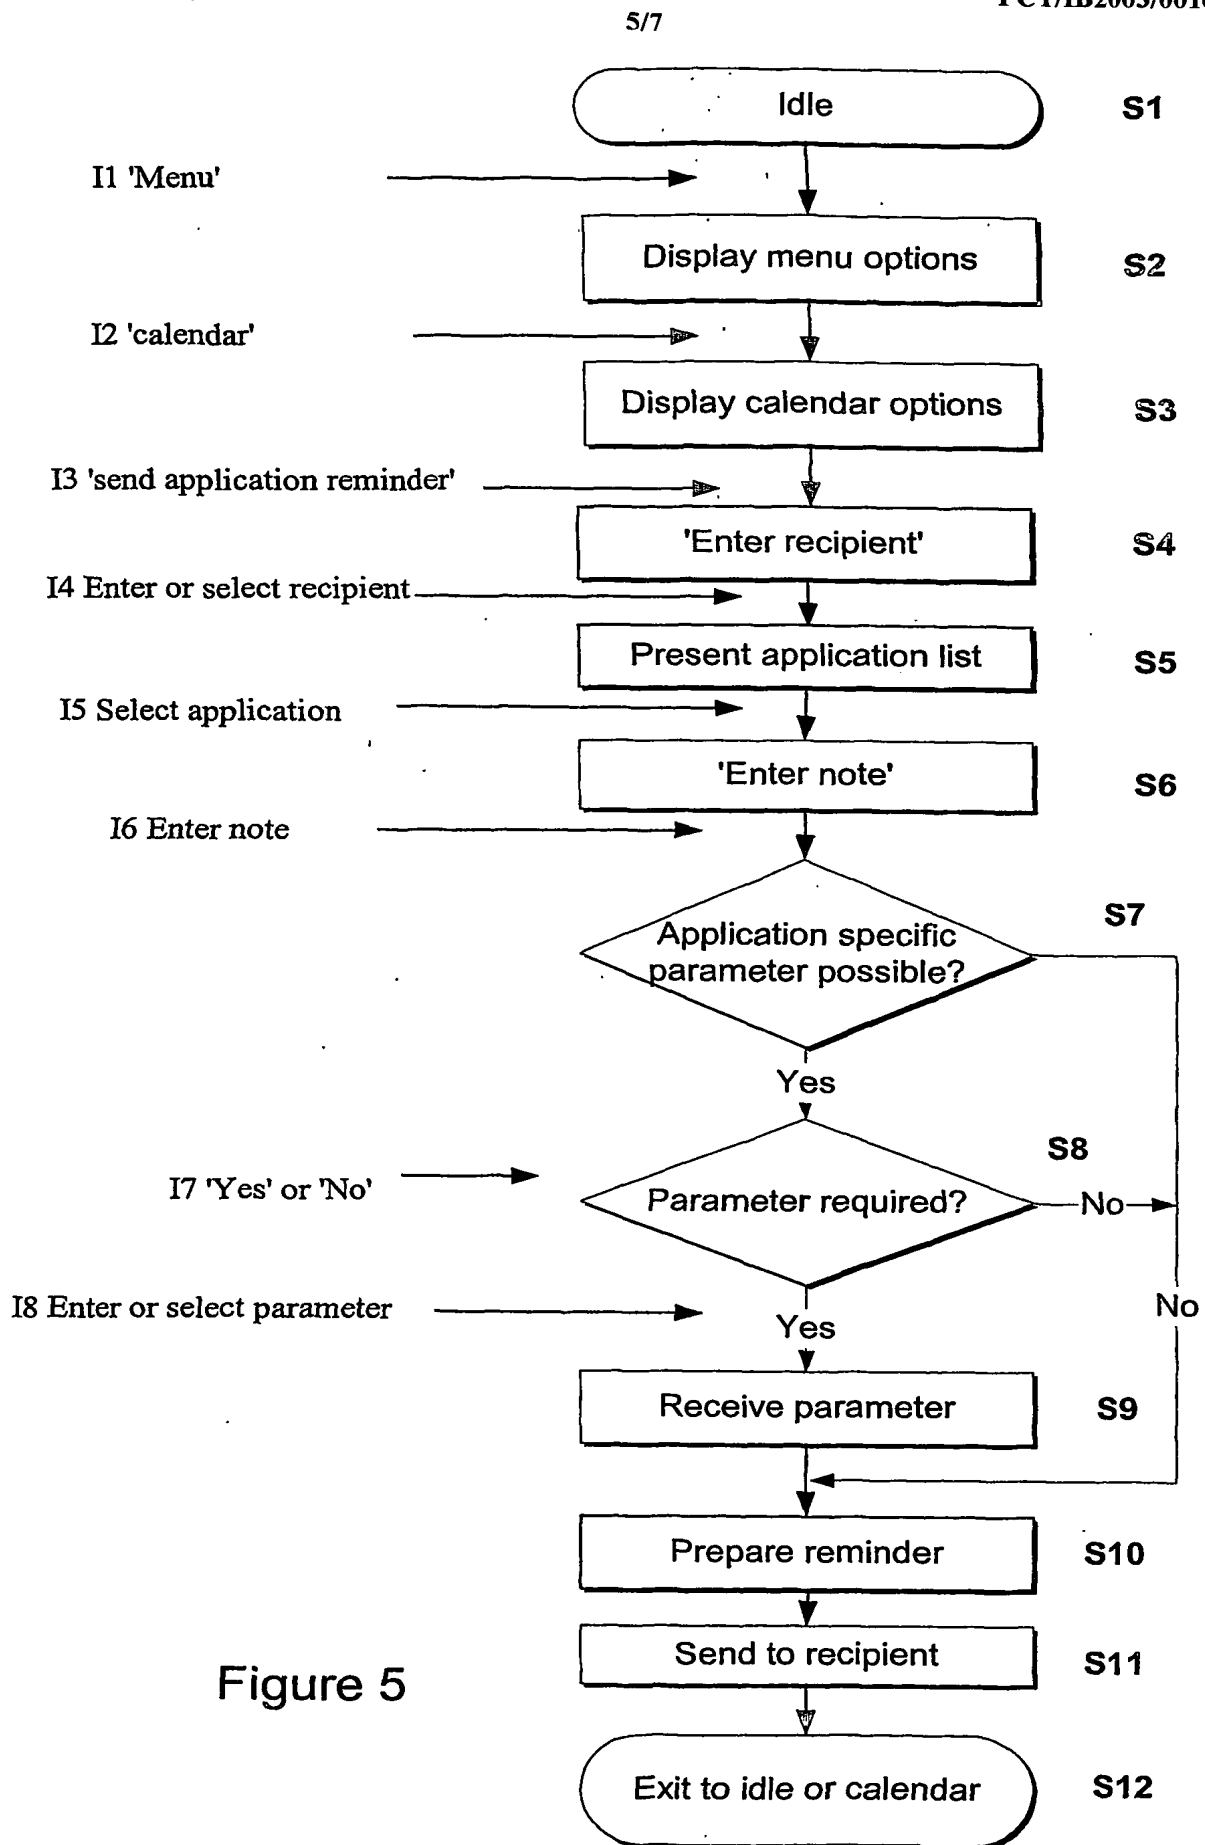 5/7
Idle
S1
I1 'Menu'
Display menu options
S2
I2 'calendar'
Display calendar options
S3
I3 'send application reminder'
'Enter recipient'
S4
I4 Enter or select recipient
Present application list
S5
I5 Select application
'Enter note'
S6
I6 Enter note
S7
Application specific
parameter possible?
Yes
S8
I7 'Yes' or 'No'
Parameter required?
No
I8 Enter or select parameter
No
Yes
Receive parameter
S9
Prepare reminder
S10
Send to recipient
S11
Figure 5
Exit to idle or calendar
S12